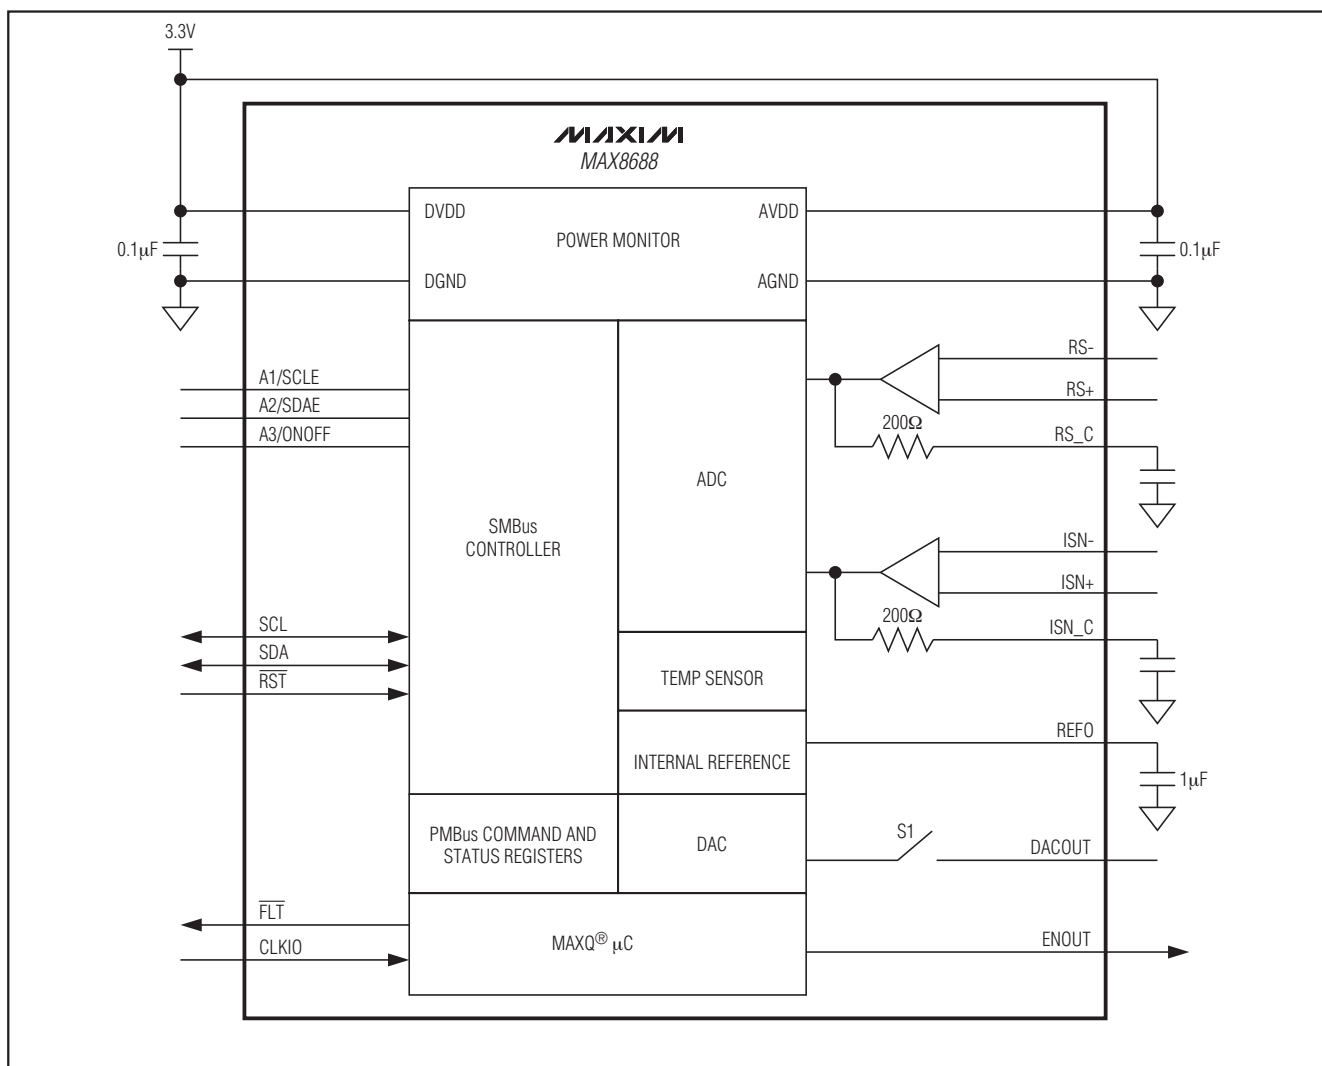 3.3V
MAXIM
MAX8688
DVDD
AVDD
POWER MONITOR
0.1µF
0.1µF
DGND
AGND
RS-
A1/SCLE
RS+
A2/SDAE
200Ω
A3/ONOFF
RS_C
ADC
SMBus
CONTROLLER
ISN-
ISN+
200Ω
SCL
ISN_C
SDA
RST
TEMP SENSOR
REFO
INTERNAL REFERENCE
1µF
PMBus COMMAND AND
STATUS REGISTERS
DAC
S1
DACOUT
FLT
MAXQ® µC
ENOUT
CLKIO